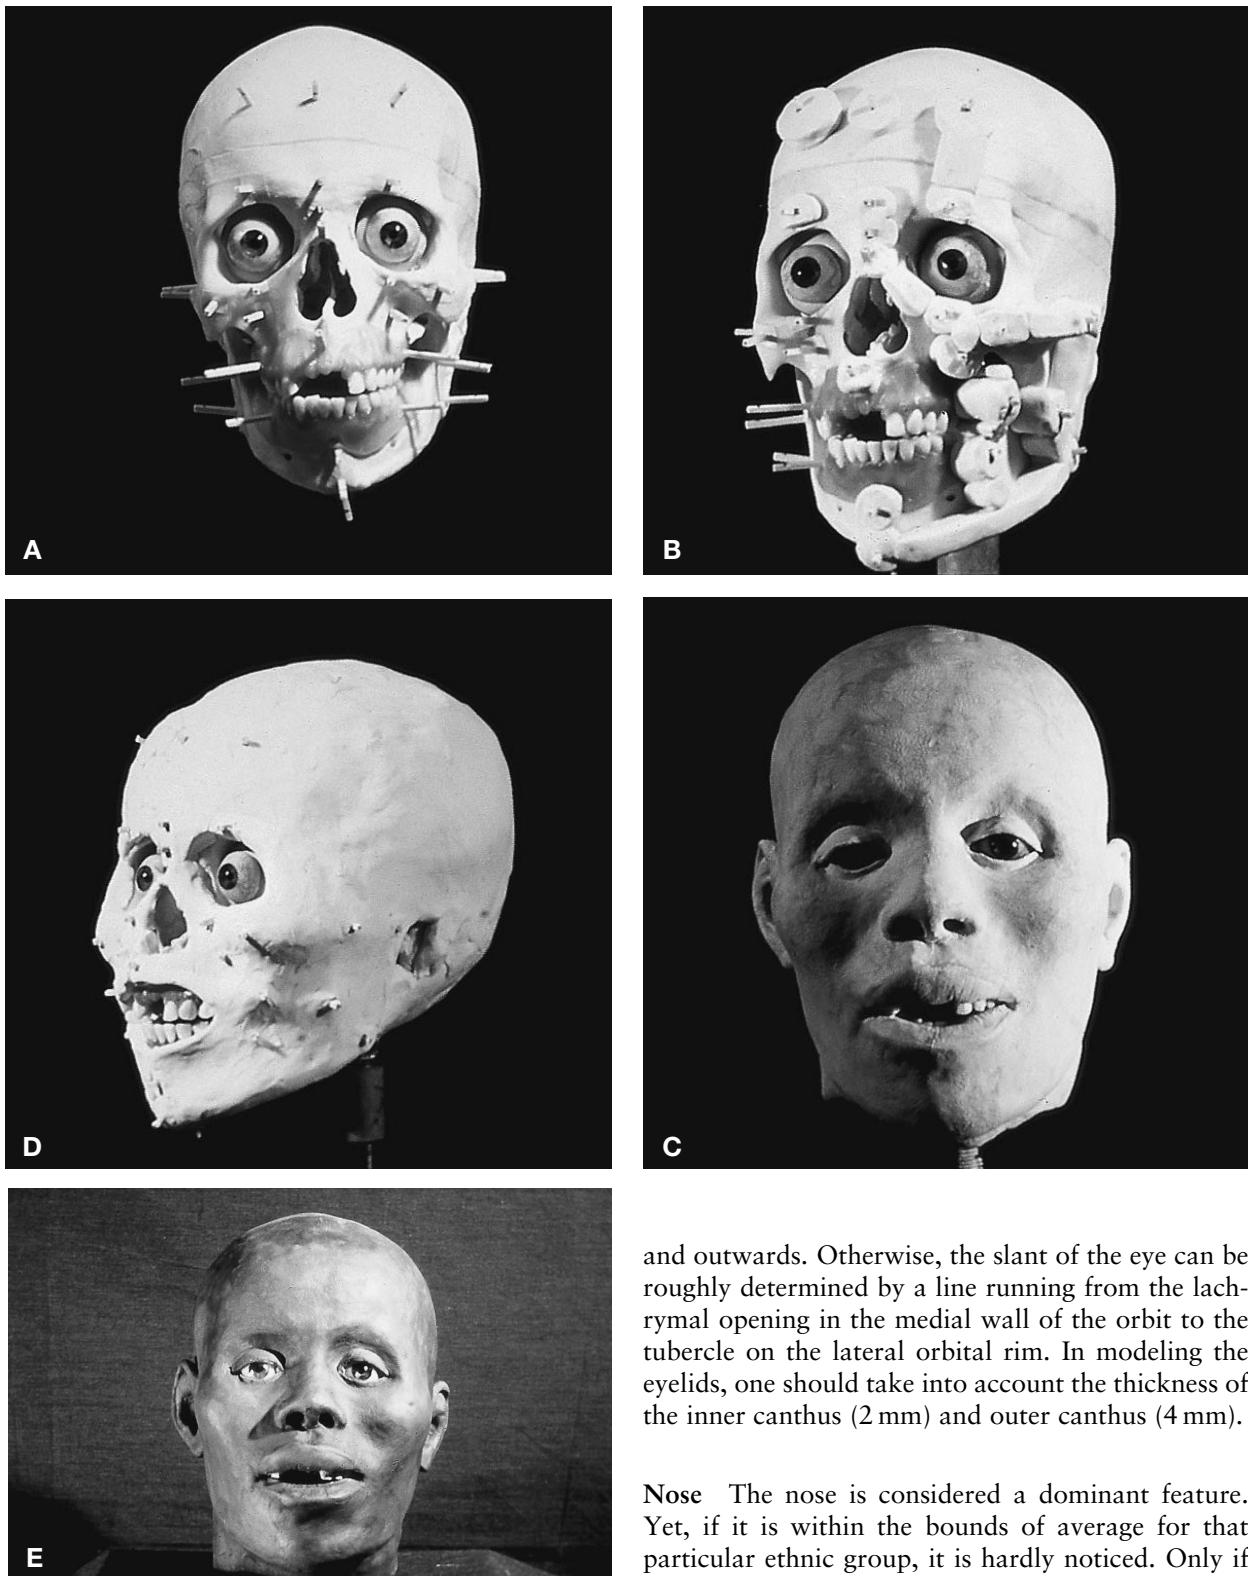 A
B
D
C
E
and outwards. Otherwise, the slant of the eye can be
roughly determined by a line running from the lach-
rymal opening in the medial wall of the orbit to the
tubercle on the lateral orbital rim. In modeling the
eyelids, one should take into account the thickness of
the inner canthus (2 mm) and outer canthus (4 mm).
Nose The nose is considered a dominant feature.
Yet, if it is within the bounds of average for that
particular ethnic group, it is hardly noticed. Only if